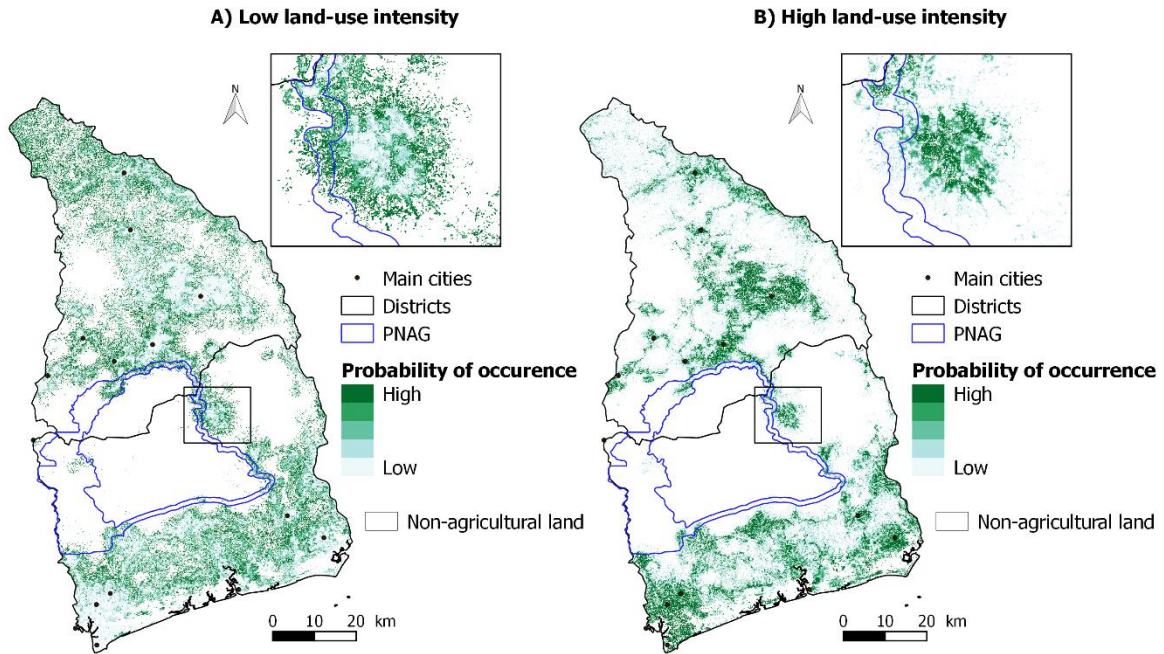 A) Low land-use intensity
N
Main cities
Districts
PNAG
Probability of occurence
High
Low
Non-agricultural land
0 10 20 km
B) High land-use intensity
N
Main cities
Districts
PNAG
Probability of occurrence
High
Low
Non-agricultural land
0 10 20 km